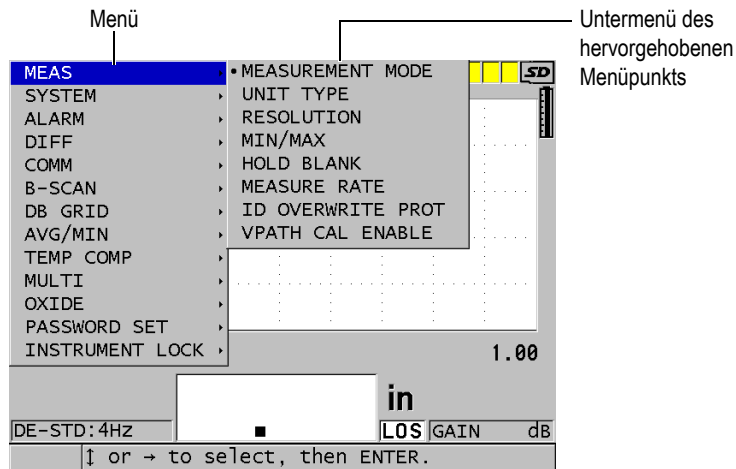 Menü
Untermenü des
hervorgehobenen
Menüpunkts
MEAS
SYSTEM
ALARM
DIFF
COMM
B-SCAN
DB GRID
AVG/MIN
TEMP COMP
MULTI
OXIDE
PASSWORD SET
INSTRUMENT LOCK
•MEASUREMENT MODE
UNIT TYPE
RESOLUTION
MIN/MAX
HOLD BLANK
MEASURE RATE
ID OVERWRITE PROT
VPATH CAL ENABLE
SD
1.00
in
DE-STD:4Hz
LOS GAIN dB
↕ or → to select, then ENTER.